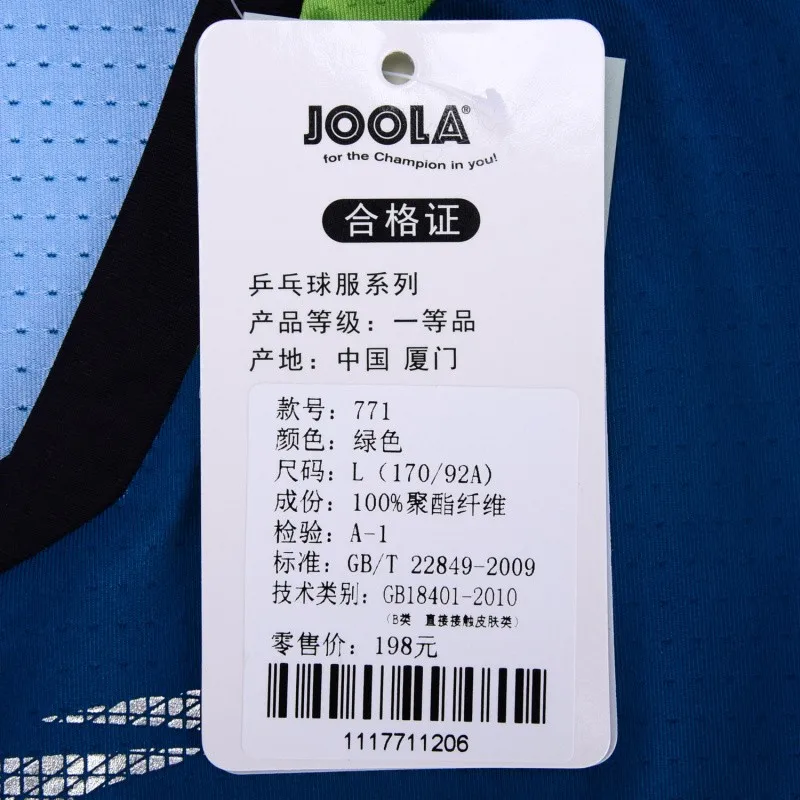 JOOLA®
for the Champion in you!
合格证
乒乓球服系列
产品等级：一等品
产地：中国 厦门
款号：771
颜色：绿色
尺码：L（170/92A）
成份：100%聚酯纤维
检验：A-1
标准：GB/T 22849-2009
技术类别：GB18401-2010
（B类 直接接触皮肤类）
零售价：198元
1117711206